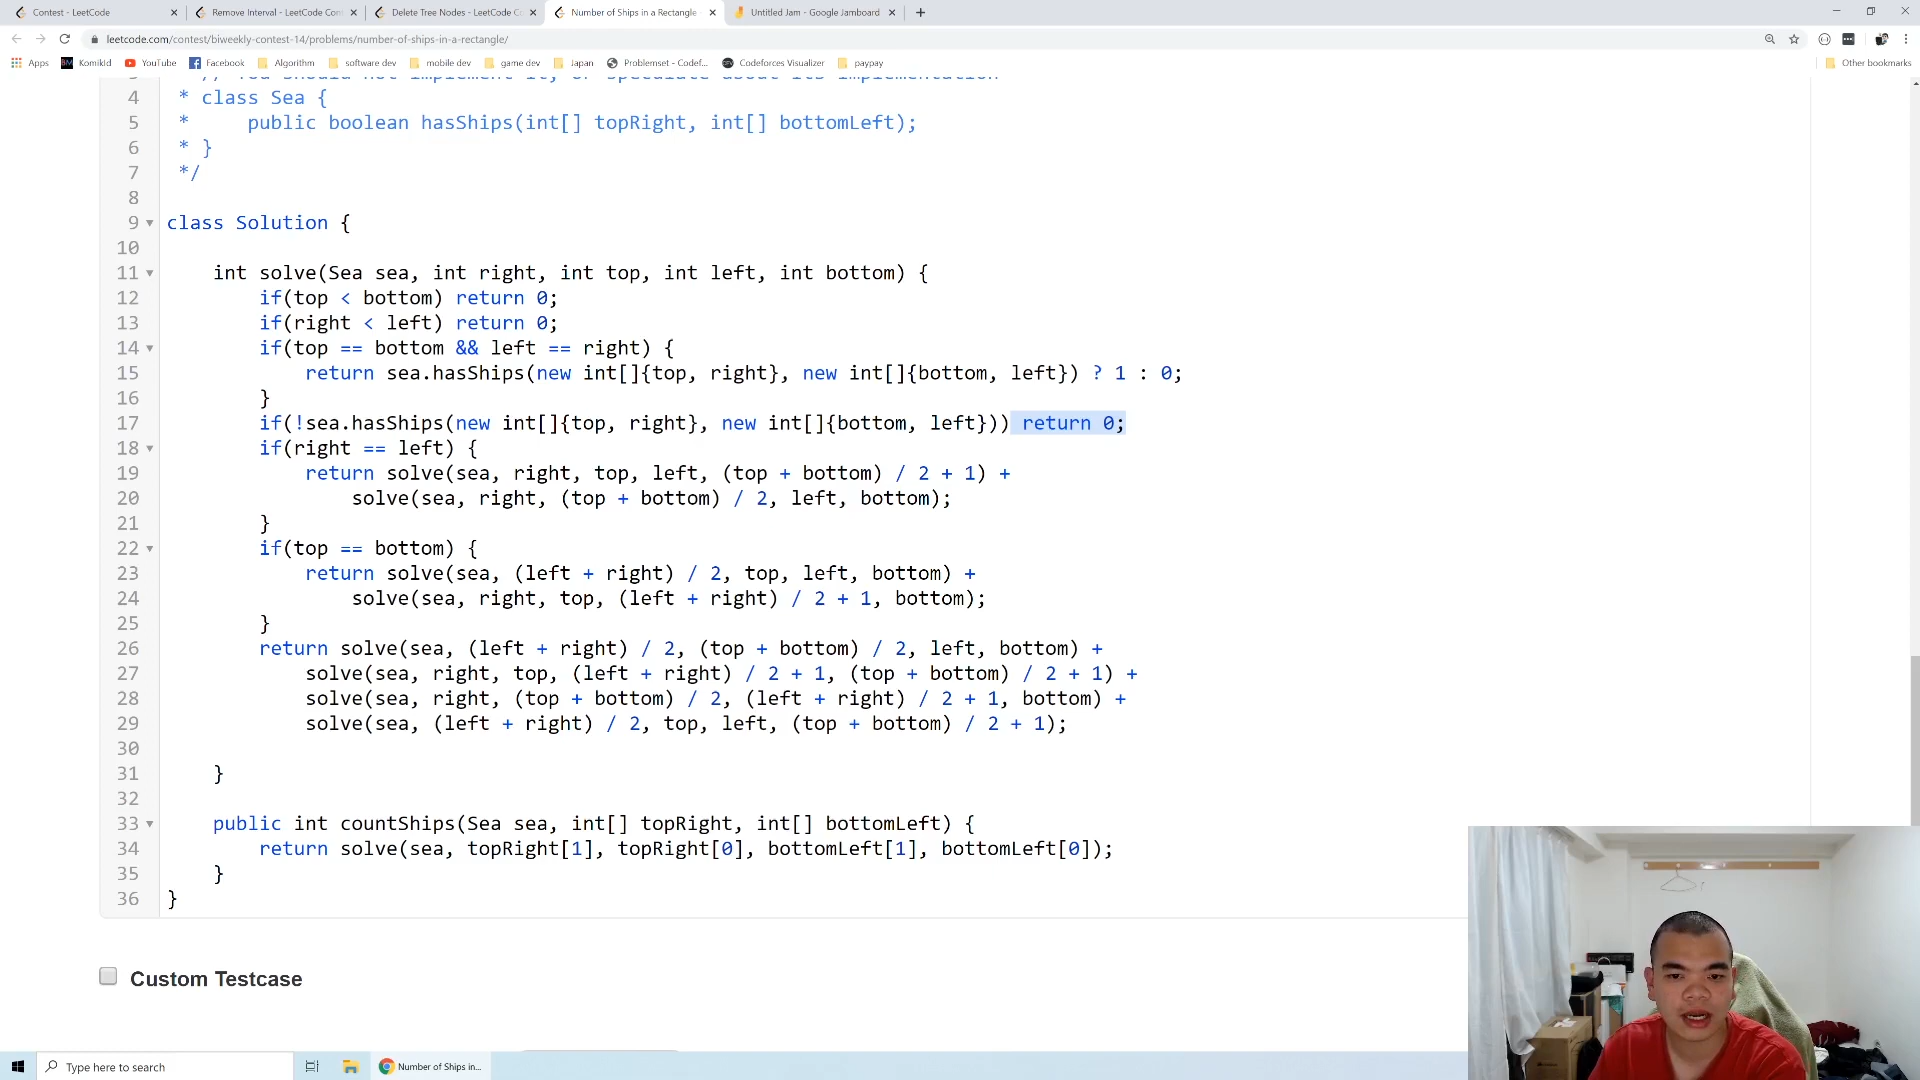 Contest - LeetCode
Remove Interval - LeetCode Con
Delete Tree Nodes - LeetCode C
Number of Ships in a Rectangle
Untitled Jam - Google Jamboard
leetcode.com/contest/biweekly-contest-14/problems/number-of-ships-in-a-rectangle/
Apps
Komikid
YouTube
Facebook
Algorithm
software dev
mobile dev
game dev
Japan
Problemset - Codef...
Codeforces Visualizer
paypay
Other bookmarks
// You should not implement it, or speculate about its implementation
4 * class Sea {
5 *     public boolean hasShips(int[] topRight, int[] bottomLeft);
6 * }
7 */
8
9 class Solution {
10
11     int solve(Sea sea, int right, int top, int left, int bottom) {
12         if(top < bottom) return 0;
13         if(right < left) return 0;
14         if(top == bottom && left == right) {
15             return sea.hasShips(new int[]{top, right}, new int[]{bottom, left}) ? 1 : 0;
16         }
17         if(!sea.hasShips(new int[]{top, right}, new int[]{bottom, left})) return 0;
18         if(right == left) {
19             return solve(sea, right, top, left, (top + bottom) / 2 + 1) +
20                 solve(sea, right, (top + bottom) / 2, left, bottom);
21         }
22         if(top == bottom) {
23             return solve(sea, (left + right) / 2, top, left, bottom) +
24                 solve(sea, right, top, (left + right) / 2 + 1, bottom);
25         }
26         return solve(sea, (left + right) / 2, (top + bottom) / 2, left, bottom) +
27             solve(sea, right, top, (left + right) / 2 + 1, (top + bottom) / 2 + 1) +
28             solve(sea, right, (top + bottom) / 2, (left + right) / 2 + 1, bottom) +
29             solve(sea, (left + right) / 2, top, left, (top + bottom) / 2 + 1);
30
31     }
32
33     public int countShips(Sea sea, int[] topRight, int[] bottomLeft) {
34         return solve(sea, topRight[1], topRight[0], bottomLeft[1], bottomLeft[0]);
35     }
36 }
Custom Testcase
Type here to search
Number of Ships in...